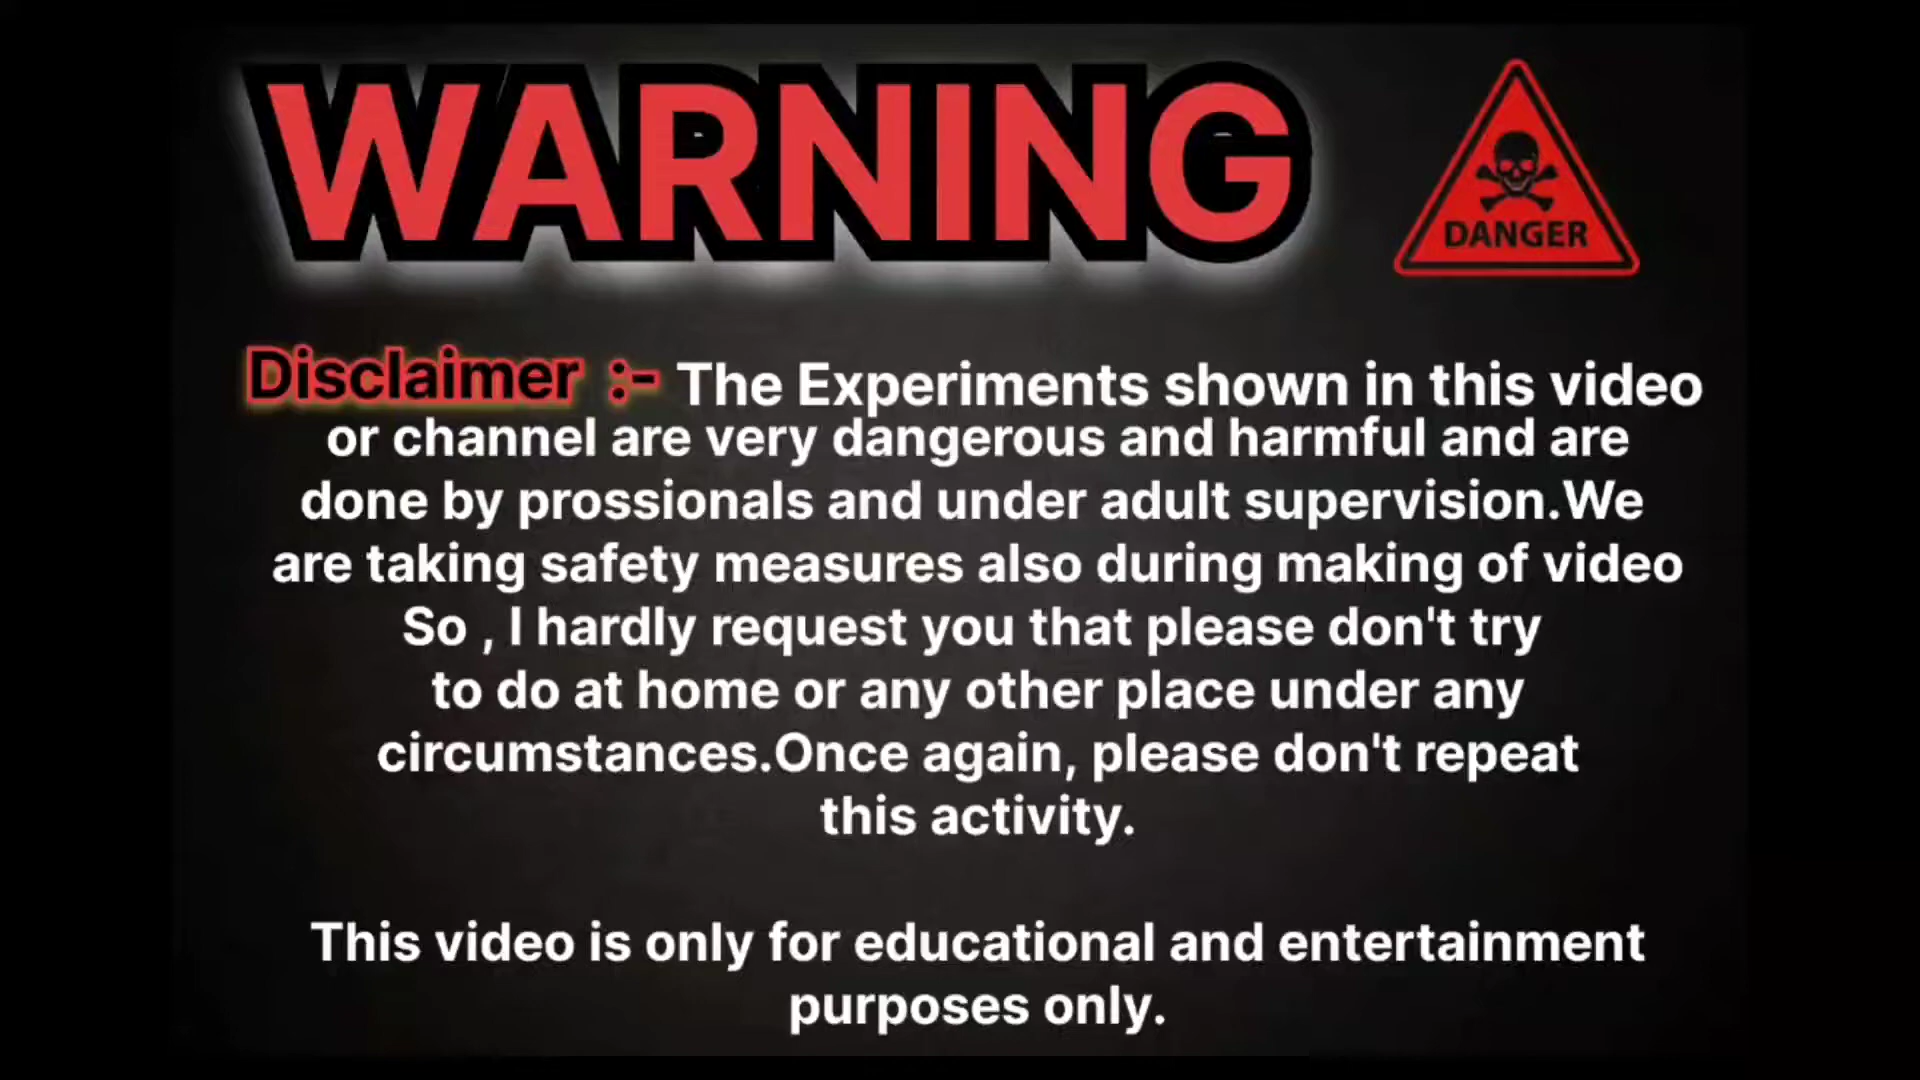 WARNING
DANGER
Disclaimer :- The Experiments shown in this video
or channel are very dangerous and harmful and are
done by prossionals and under adult supervision.We
are taking safety measures also during making of video
So , I hardly request you that please don't try
to do at home or any other place under any
circumstances.Once again, please don't repeat
this activity.
This video is only for educational and entertainment
purposes only.